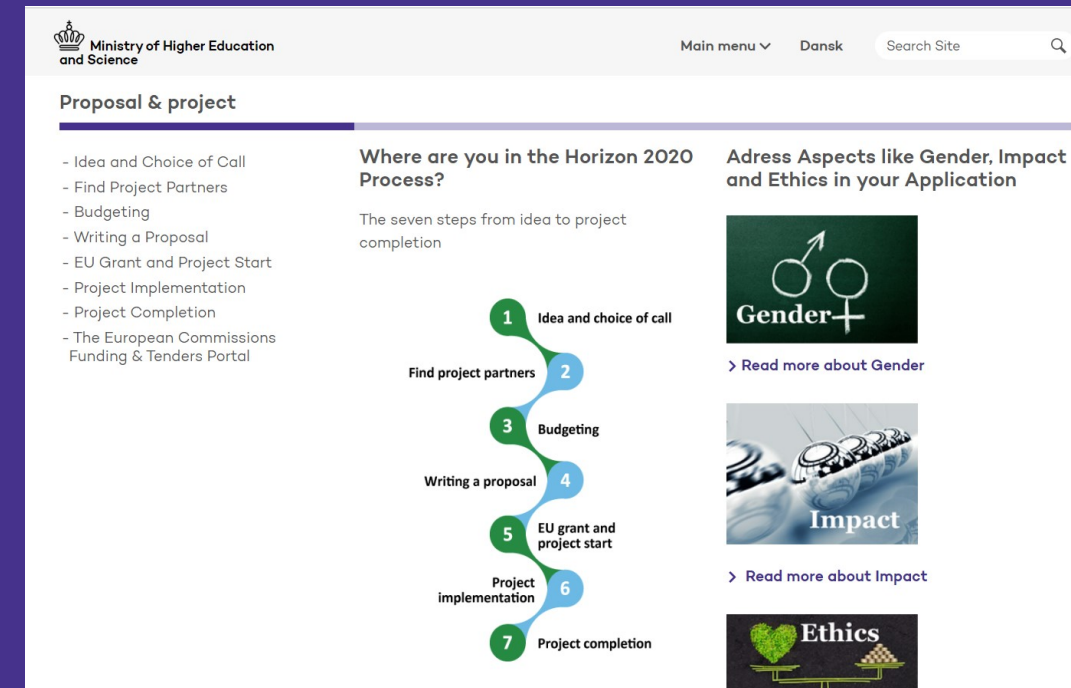 Ministry of Higher Education
and Science
Main menu
Dansk
Search Site
Proposal & project
- Idea and Choice of Call
- Find Project Partners
- Budgeting
- Writing a Proposal
- EU Grant and Project Start
- Project Implementation
- Project Completion
- The European Commissions
Funding & Tenders Portal
Where are you in the Horizon 2020
Process?
The seven steps from idea to project
completion
1 Idea and choice of call
Find project partners 2
3 Budgeting
Writing a proposal 4
5 EU grant and
project start
Project
implementation 6
7 Project completion
Adress Aspects like Gender, Impact
and Ethics in your Application
Gender
> Read more about Gender
Impact
> Read more about Impact
Ethics